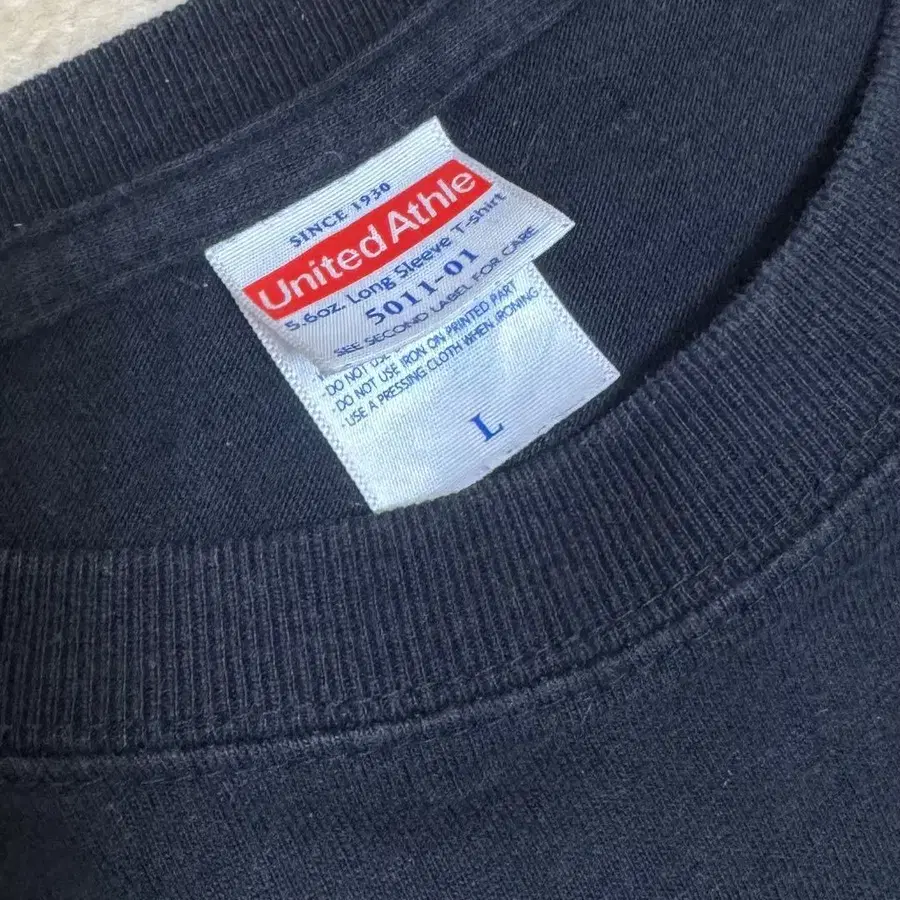 SINCE 1930
UnitedAthle
5.6oz. Long Sleeve T-shirt
5011-01
SEE SECOND LABEL FOR CARE
-DO NOT USE
-DO NOT USE IRON ON PRINTED PART
-USE A PRESSING CLOTH WHEN IRONING
L